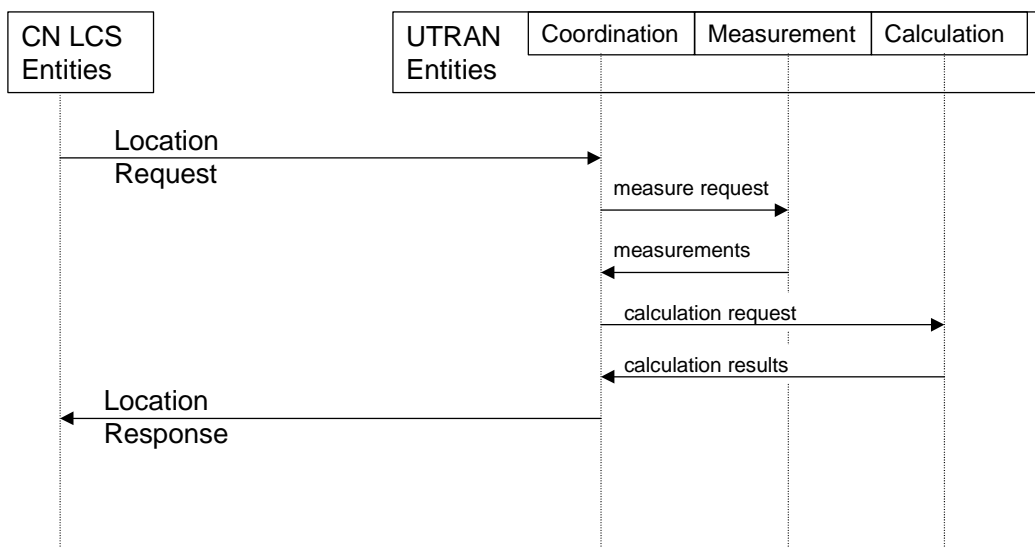 CN LCS
Entities
UTRAN
Entities
Coordination
Measurement
Calculation
Location
Request
measure request
measurements
calculation request
calculation results
Location
Response